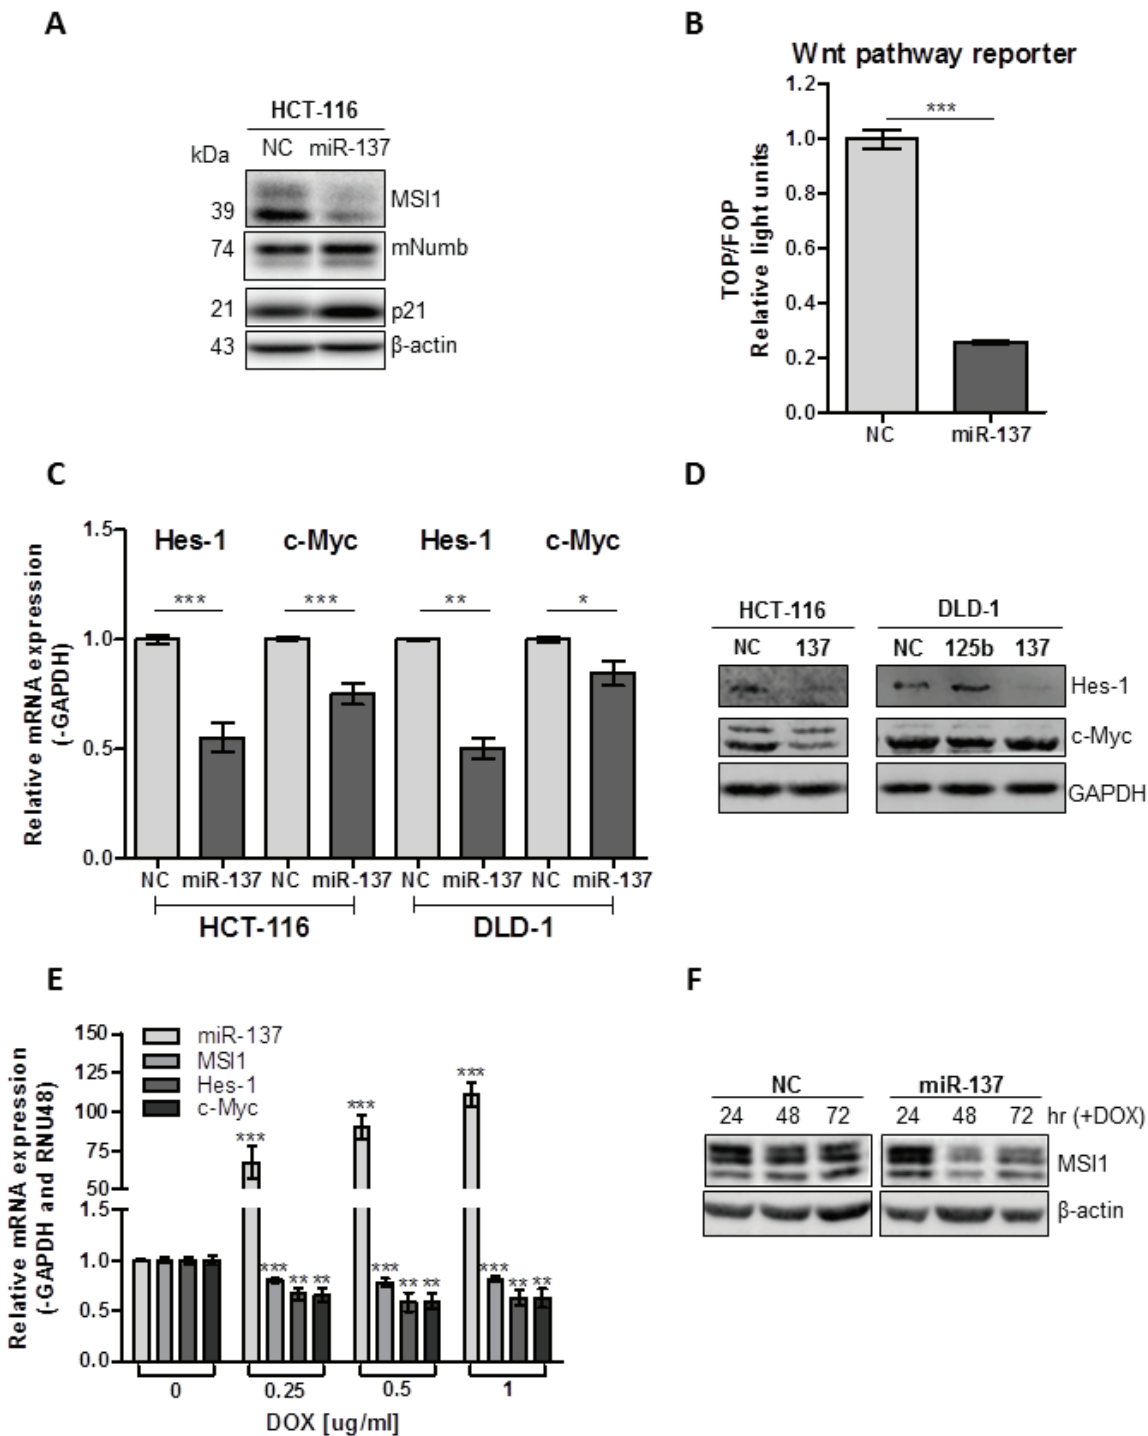 A
HCT-116
kDa NC miR-137
39 MSI1
74 mNumb
21 p21
43 β-actin
B
Wnt pathway reporter
TOP/FOP
Relative light units
1.2
1.0
0.8
0.6
0.4
0.2
0.0
***
NC miR-137
C
Relative mRNA expression
(-GAPDH)
1.5
1.0
0.5
0.0
Hes-1 c-Myc Hes-1 c-Myc
*** *** ** *
NC miR-137 NC miR-137 NC miR-137 NC miR-137
HCT-116 DLD-1
D
HCT-116 DLD-1
NC 137 NC 125b 137
Hes-1
c-Myc
GAPDH
E
Relative mRNA expression
(-GAPDH and RNU48)
150
125
100
75
50
1.5
1.0
0.5
0.0
miR-137
MSI1
Hes-1
c-Myc
*** *** ** **
*** *** ** **
*** *** ** **
0 0.25 0.5 1
DOX [ug/ml]
F
NC miR-137
24 48 72 24 48 72 hr (+DOX)
MSI1
β-actin